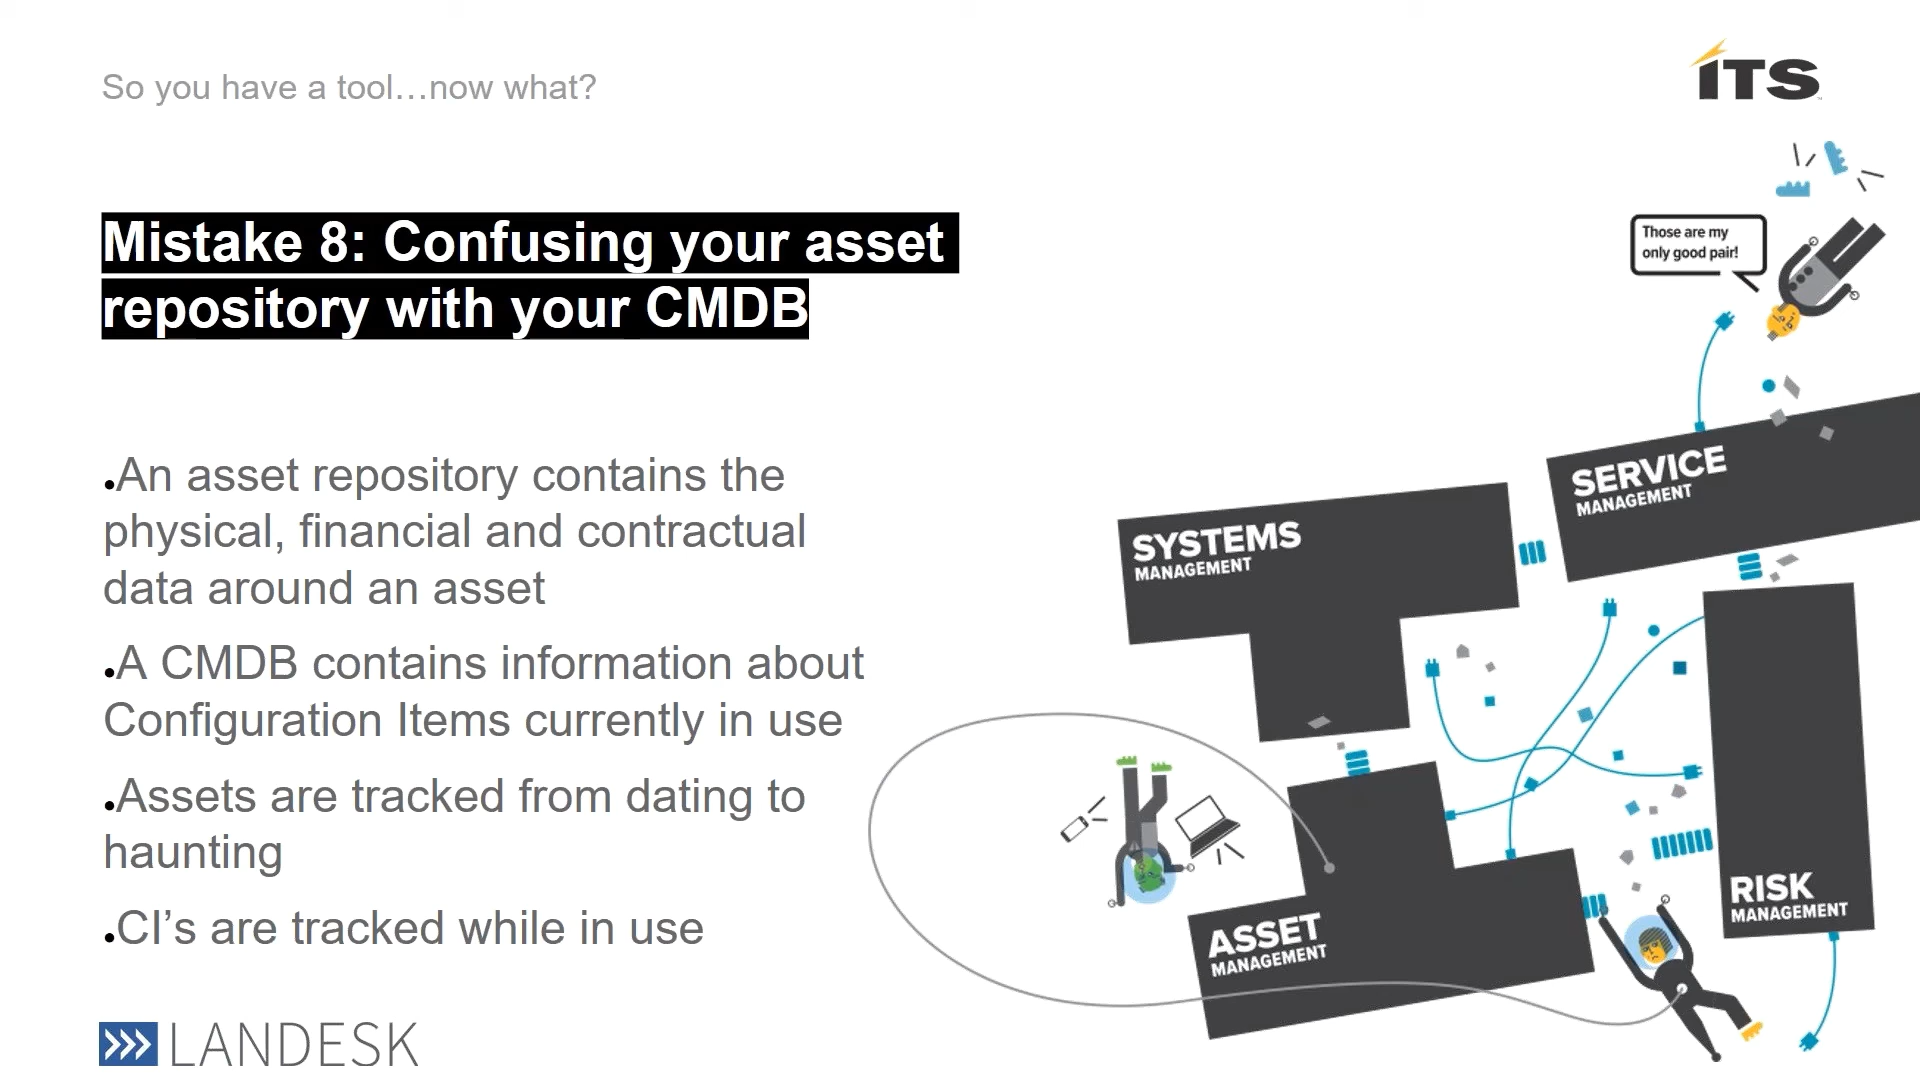 So you have a tool…now what?
ITS
Mistake 8: Confusing your asset
repository with your CMDB
Those are my
only good pair!
•An asset repository contains the
physical, financial and contractual
data around an asset
•A CMDB contains information about
Configuration Items currently in use
•Assets are tracked from dating to
haunting
•CI’s are tracked while in use
SERVICE
MANAGEMENT
SYSTEMS
MANAGEMENT
RISK
MANAGEMENT
ASSET
MANAGEMENT
LANDESK